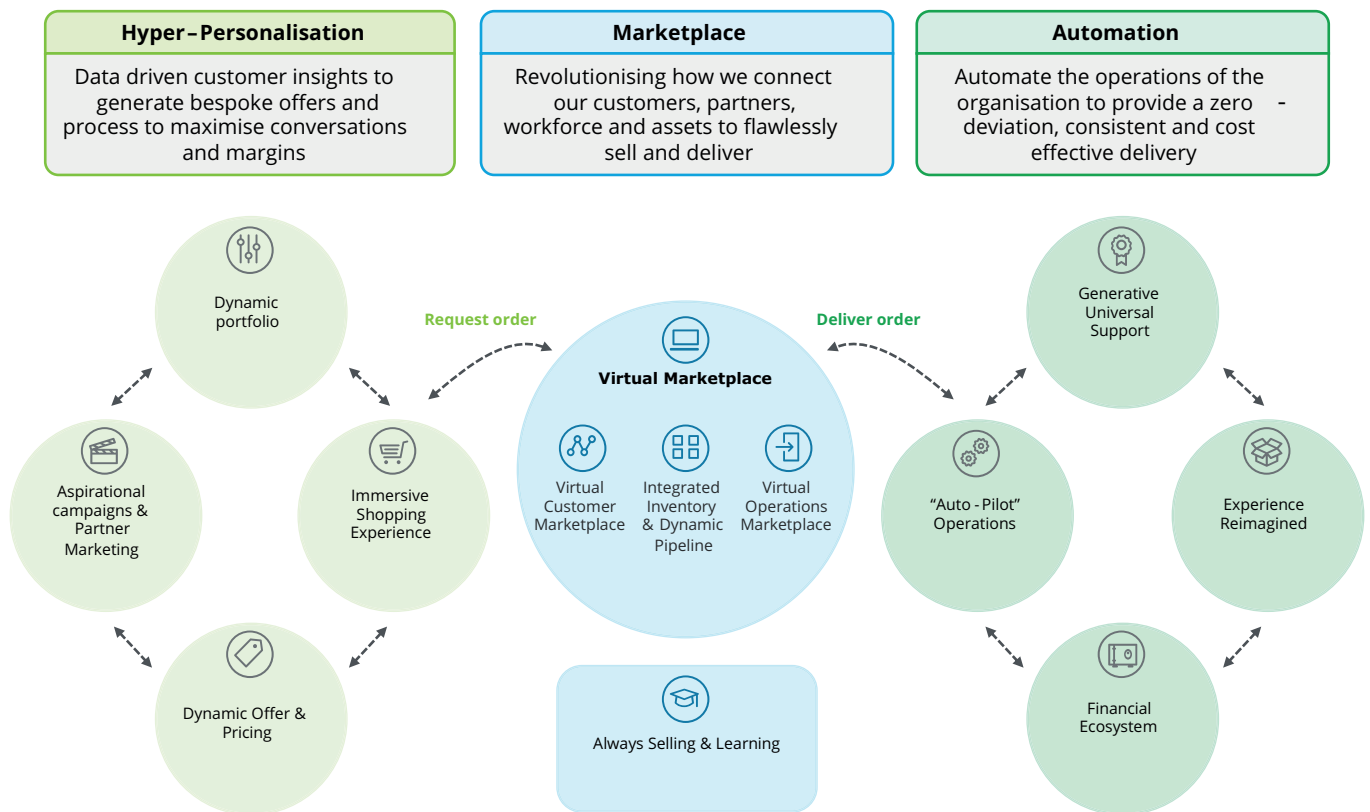 Hyper–Personalisation
Data driven customer insights to
generate bespoke offers and
process to maximise conversations
and margins
Marketplace
Revolutionising how we connect
our customers, partners,
workforce and assets to flawlessly
sell and deliver
Automation
Automate the operations of the
organisation to provide a zero -
deviation, consistent and cost
effective delivery
Dynamic
portfolio
Aspirational
campaigns &
Partner
Marketing
Immersive
Shopping
Experience
Dynamic Offer &
Pricing
Request order
Virtual Marketplace
Virtual
Customer
Marketplace
Integrated
Inventory
& Dynamic
Pipeline
Virtual
Operations
Marketplace
Always Selling & Learning
Deliver order
Generative
Universal
Support
“Auto - Pilot”
Operations
Experience
Reimagined
Financial
Ecosystem